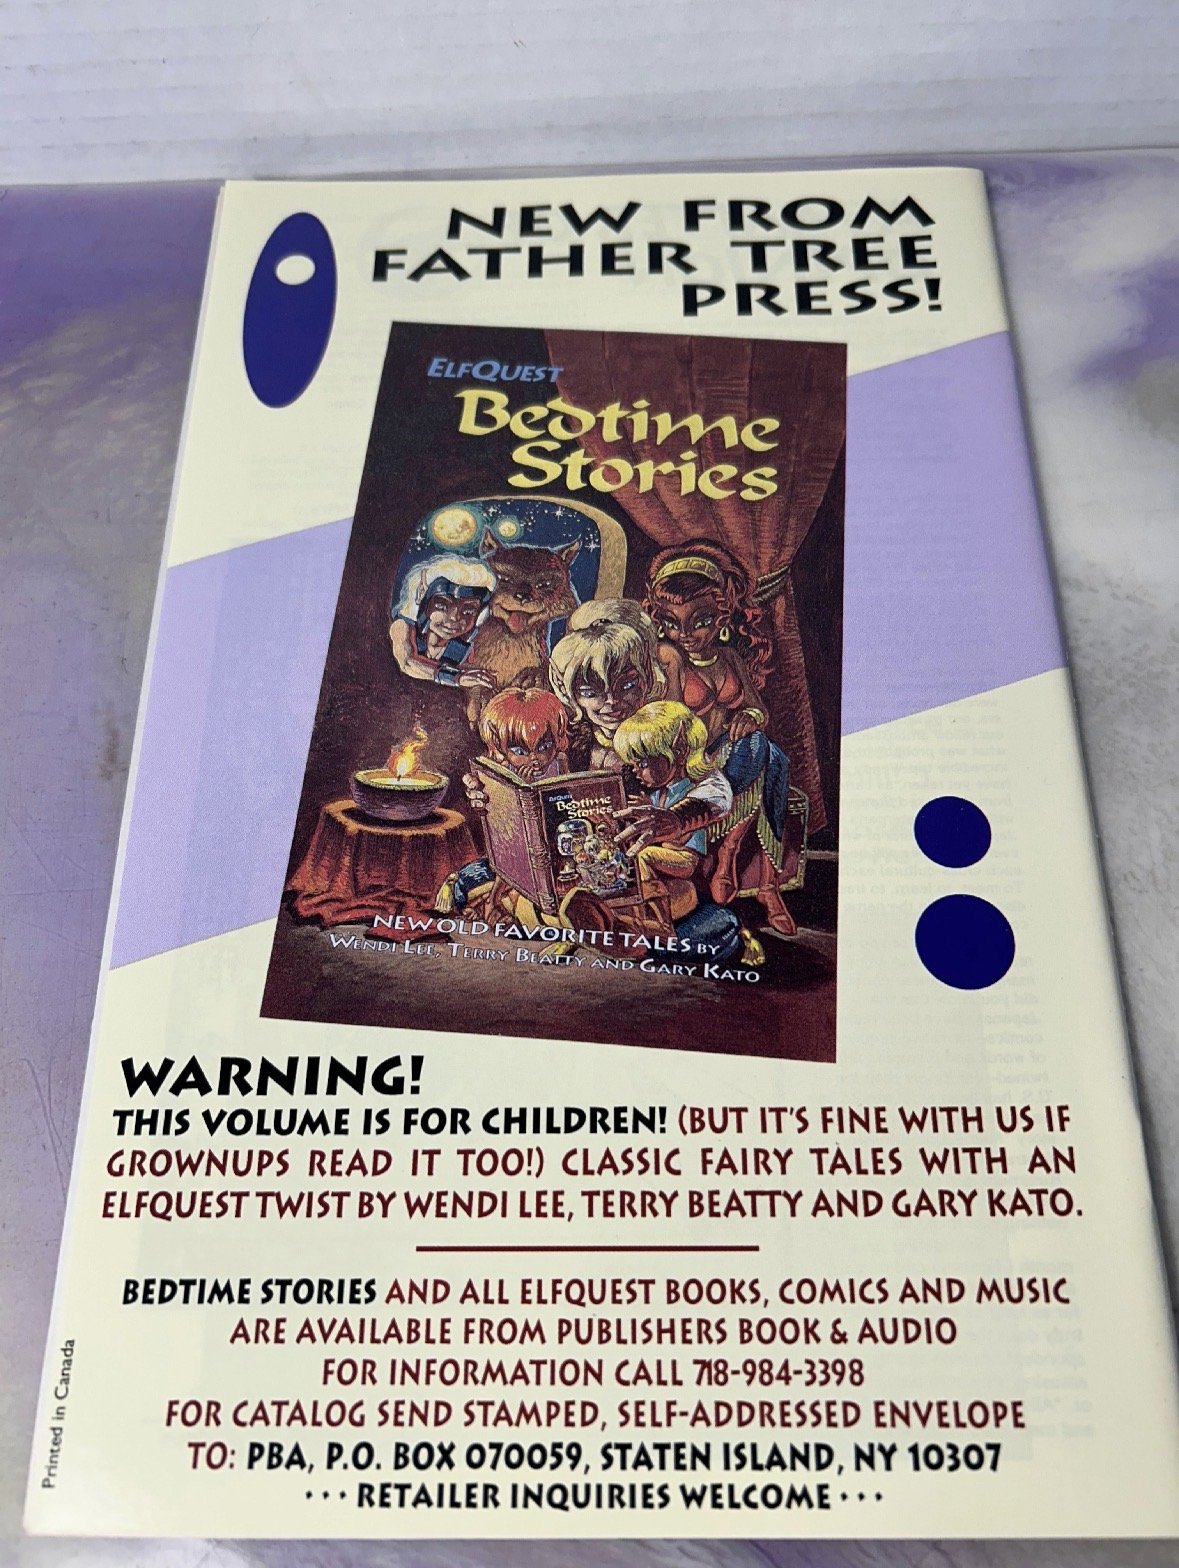 NEW FROM
FATHER TREE
PRESS!
ELFQUEST
Bedtime
Stories
Bedtime
Stories
NEW OLD FAVORITE TALES BY
WENDI LEE, TERRY BEATTY AND GARY KATO
WARNING!
THIS VOLUME IS FOR CHILDREN! (BUT IT'S FINE WITH US IF
GROWNUPS READ IT TOO!) CLASSIC FAIRY TALES WITH AN
ELFQUEST TWIST BY WENDI LEE, TERRY BEATTY AND GARY KATO.
BEDTIME STORIES AND ALL ELFQUEST BOOKS, COMICS AND MUSIC
ARE AVAILABLE FROM PUBLISHERS BOOK & AUDIO
FOR INFORMATION CALL 718-984-3398
FOR CATALOG SEND STAMPED, SELF-ADDRESSED ENVELOPE
TO: PBA, P.O. BOX 070059, STATEN ISLAND, NY 10307
···RETAILER INQUIRIES WELCOME···
Printed in Canada